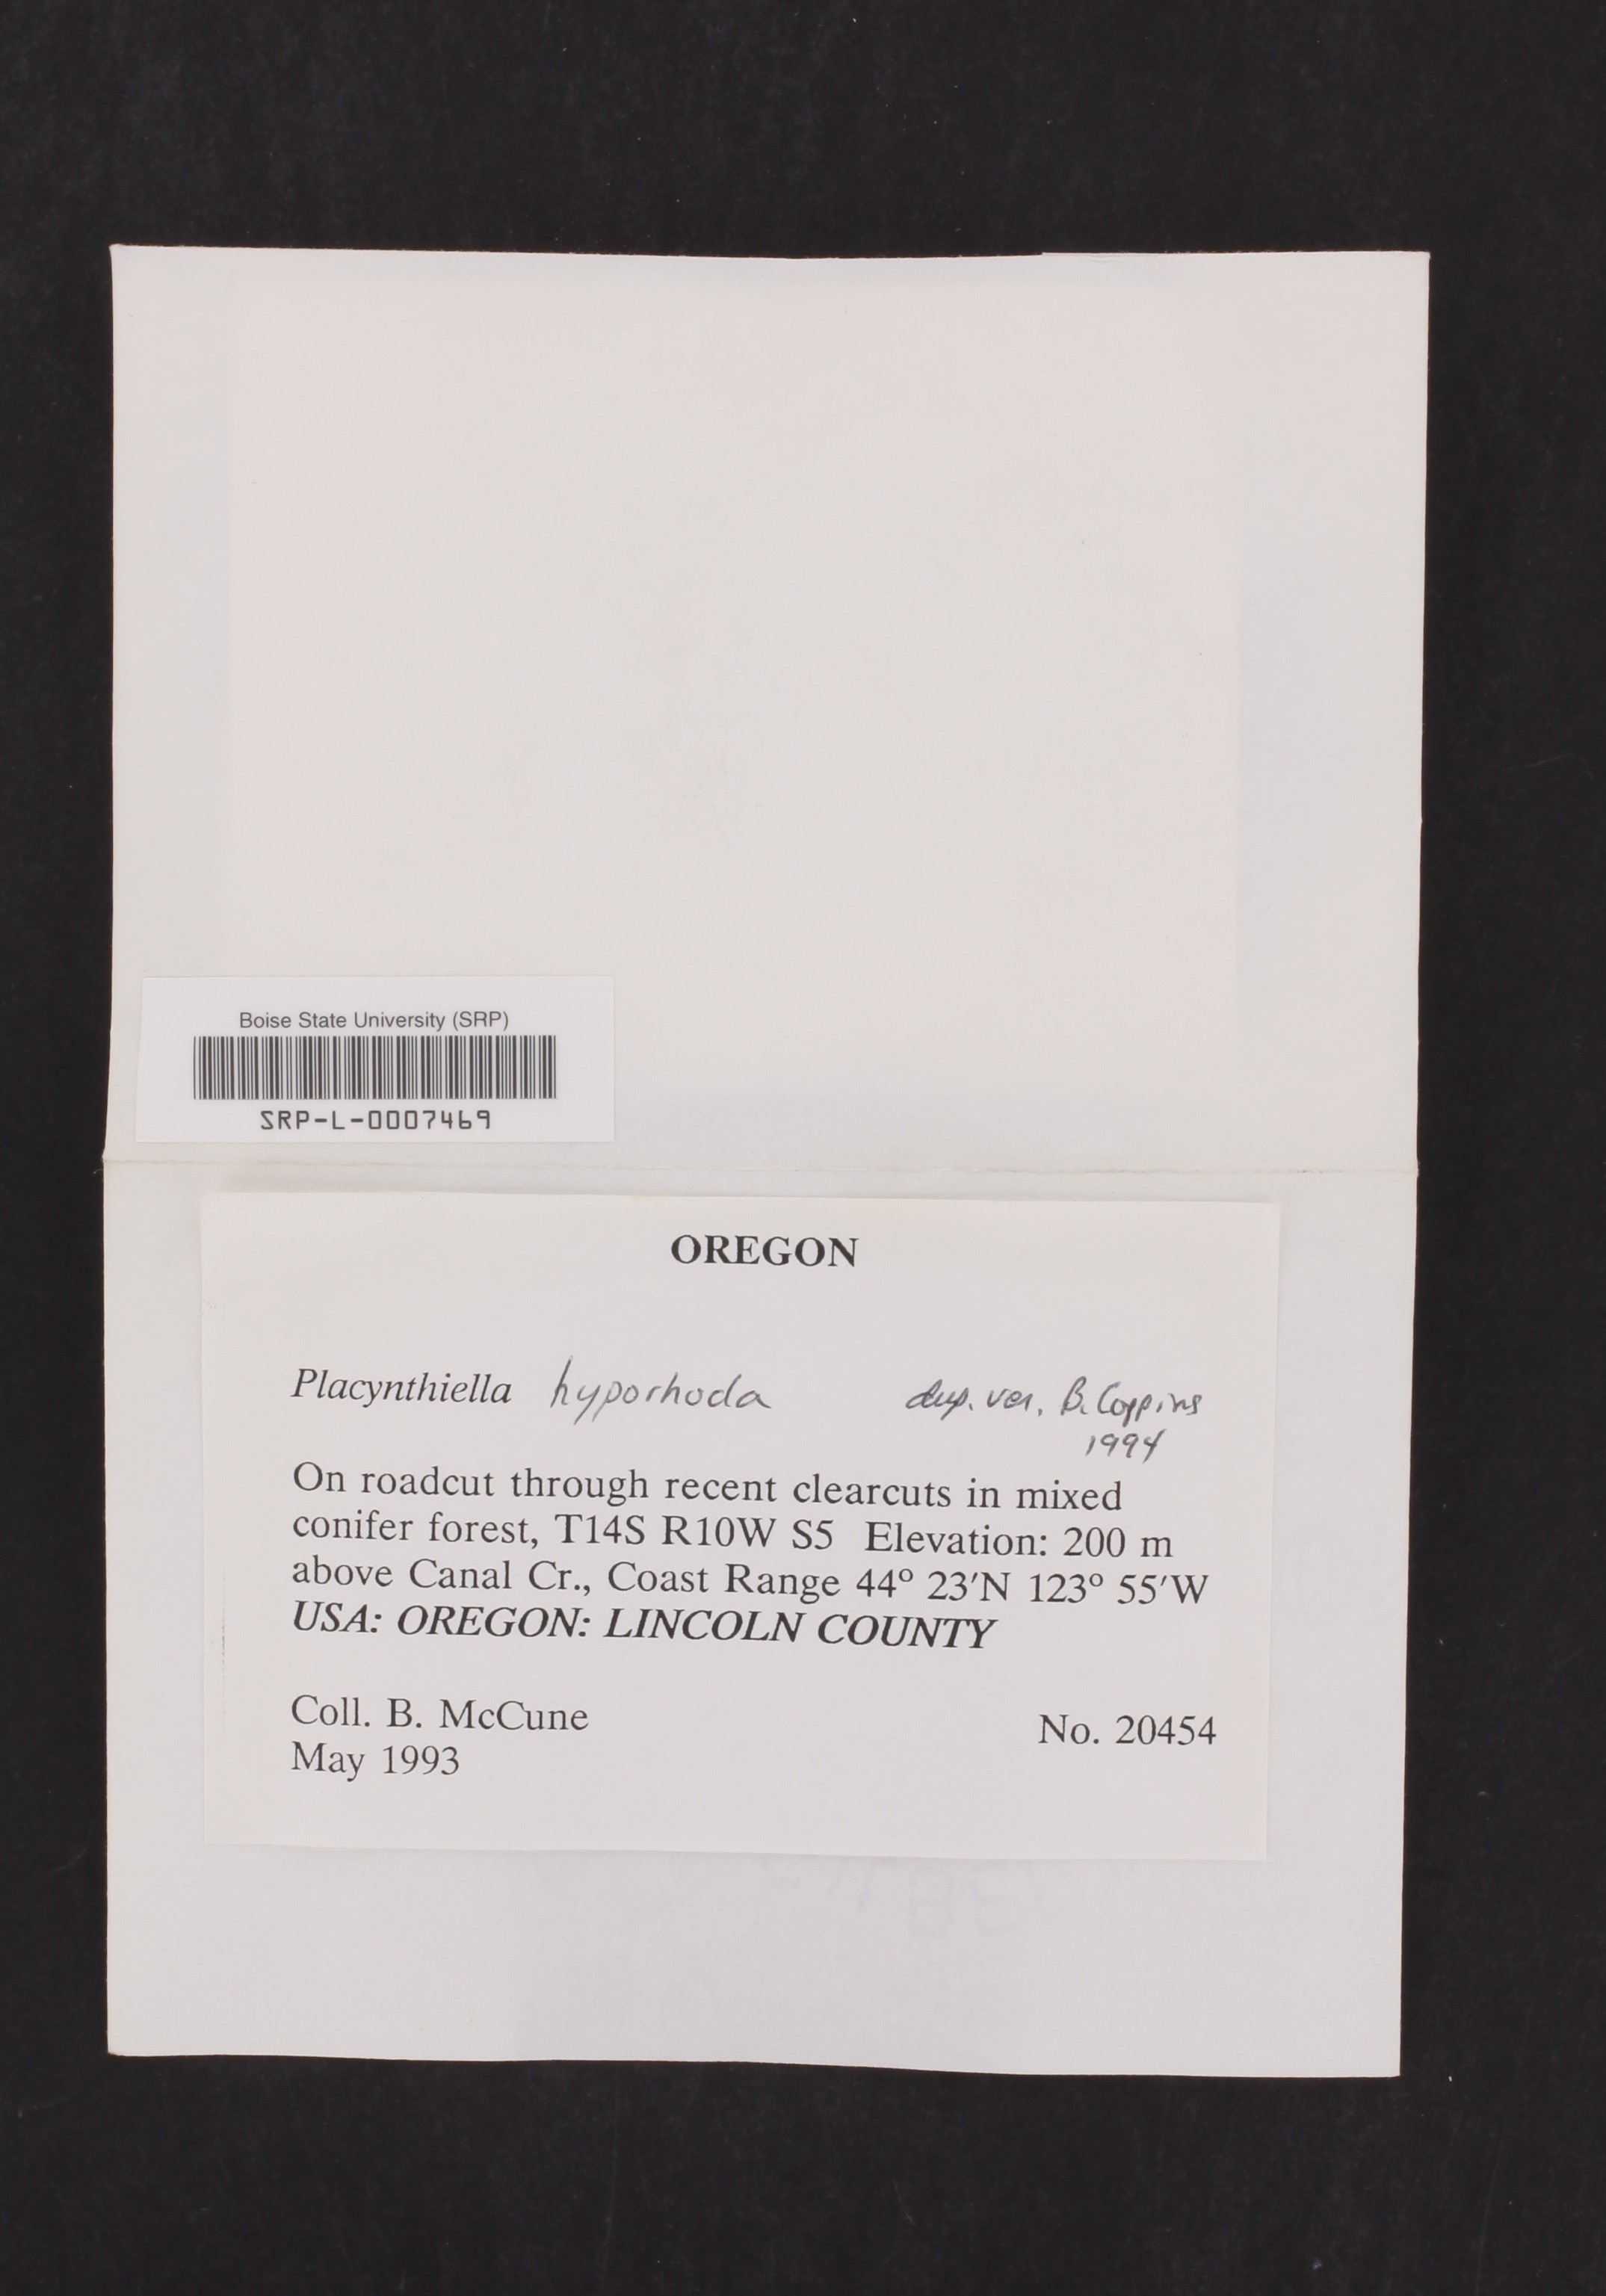 Boise State University (SRP)
SRP-L-0007469
OREGON
Placynthiella hyporhoda dup. ver. B. Coppins
1994
On roadcut through recent clearcuts in mixed
conifer forest, T14S R10W S5 Elevation: 200 m
above Canal Cr., Coast Range 44° 23'N 123° 55'W
USA: OREGON: LINCOLN COUNTY
Coll. B. McCune No. 20454
May 1993